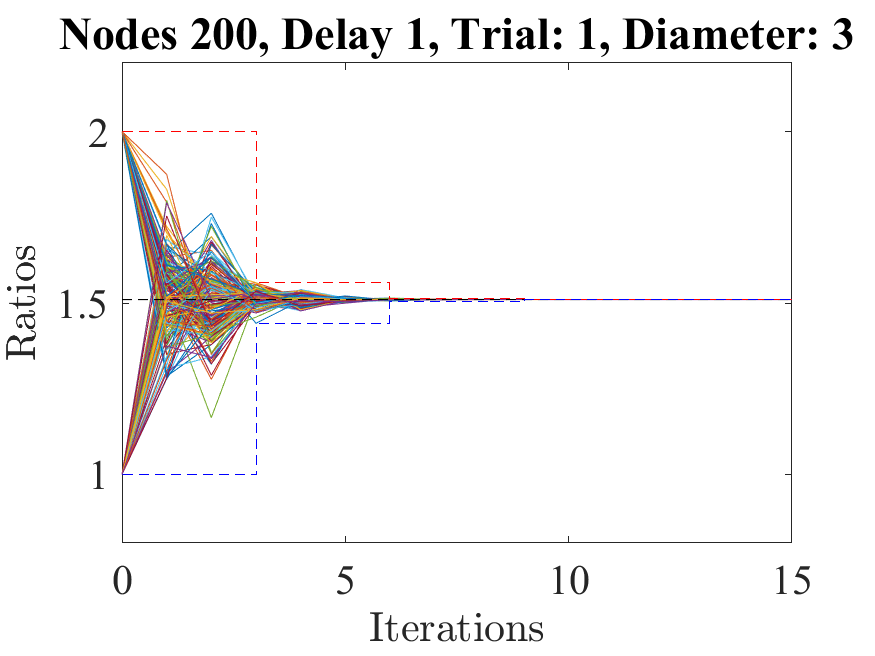 Nodes 200, Delay 1, Trial: 1, Diameter: 3
2
1.5
1
Ratios
0 5 10 15
Iterations